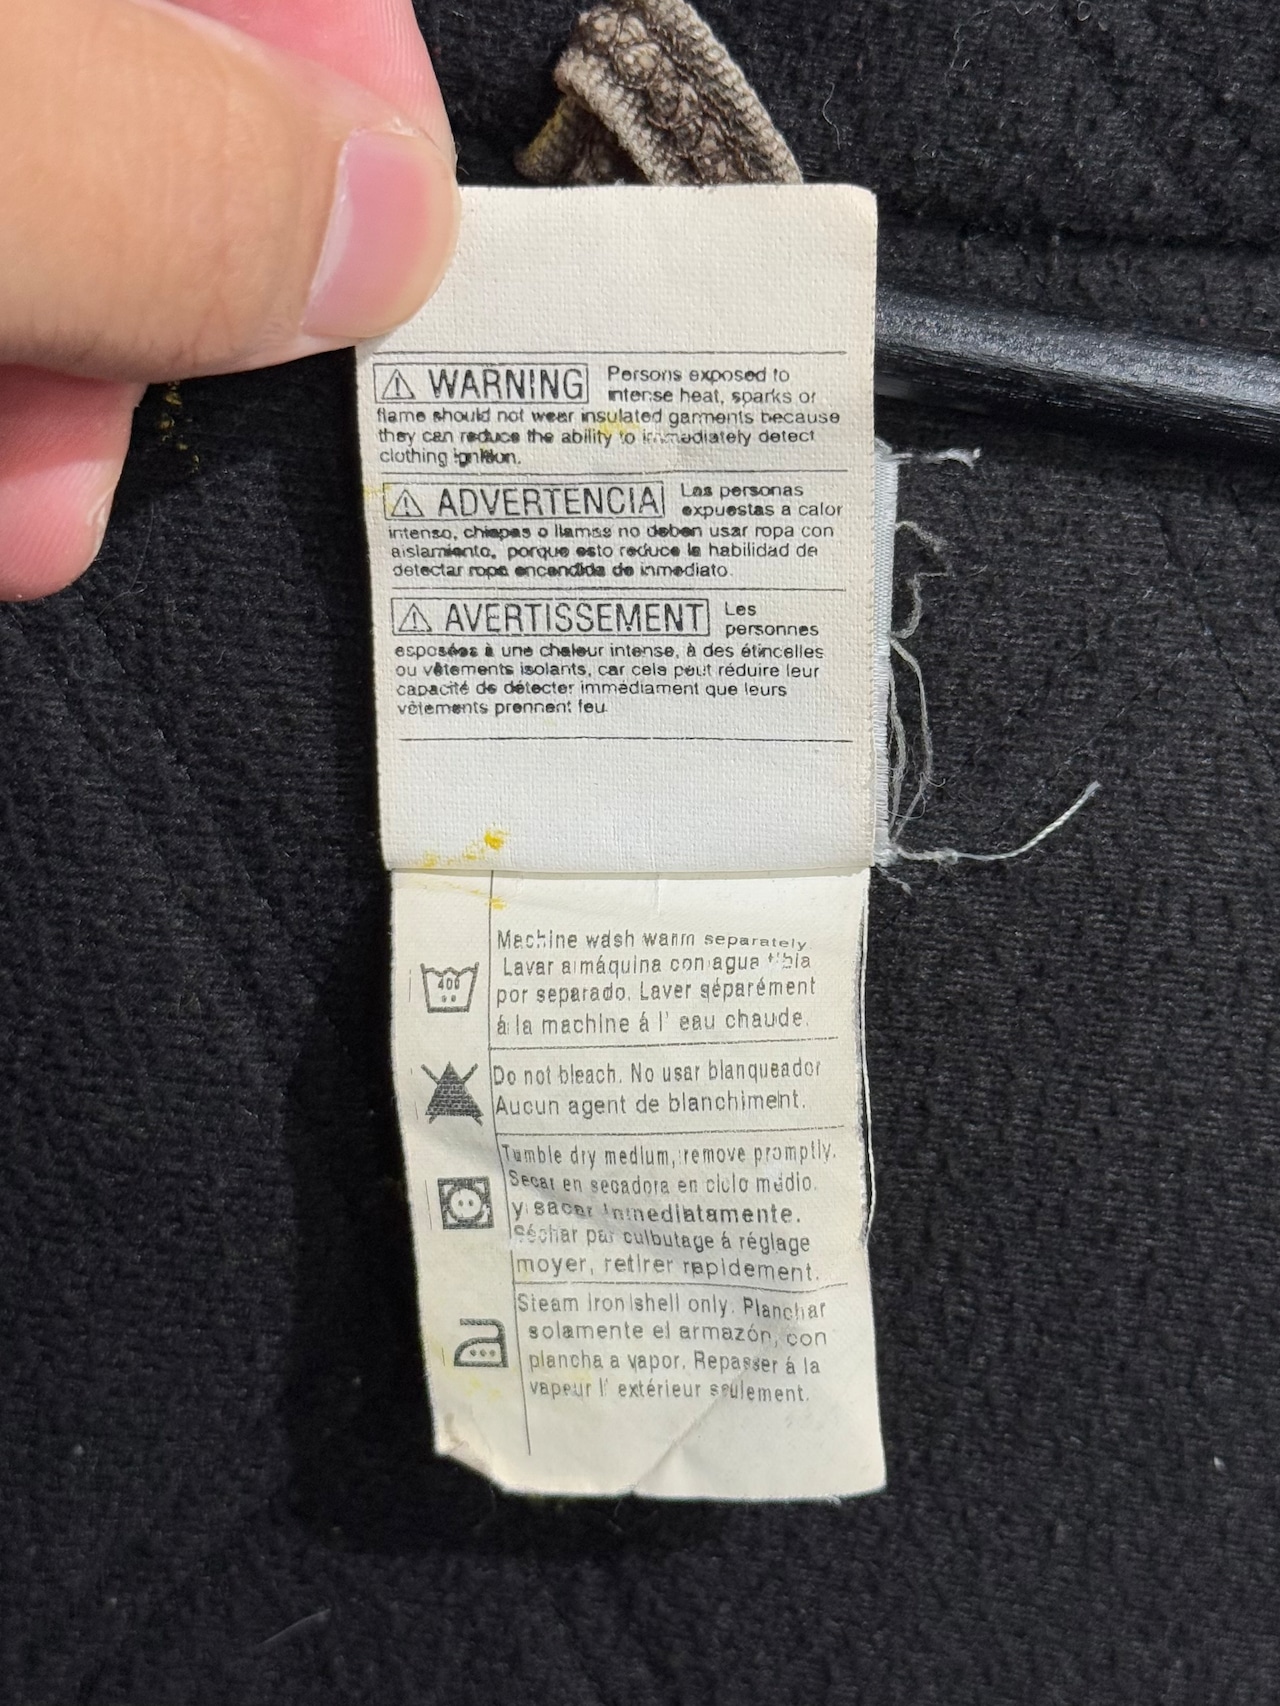 WARNING Persons exposed to
intense heat, sparks or
flame should not wear insulated garments because
they can reduce the ability to immediately detect
clothing ignition.
ADVERTENCIA Las personas
expuestas a calor
intenso, chispas o llamas no deben usar ropa con
aislamiento, porque esto reduce la habilidad de
detectar ropa encendida de inmediato.
AVERTISSEMENT Les
personnes
esposées à une chaleur intense, à des étincelles
ou vêtements isolants, car cela peut réduire leur
capacité de détecter immédiament que leurs
vêtements prennent feu
Machine wash warm separately
Lavar a máquina con agua tibia
por separado. Laver séparément
á la machine á l' eau chaude.
400
Do not bleach. No usar blanqueador
Aucun agent de blanchiment.
Tumble dry medium, remove promptly.
Secar en secadora en ciclo medio.
y sacar inmediatamente.
Séchar par culbutage á réglage
moyer, retirer rapidement.
Steam iron shell only. Planchar
solamente el armazón, con
plancha a vapor. Repasser á la
vapeur l' extérieur seulement.